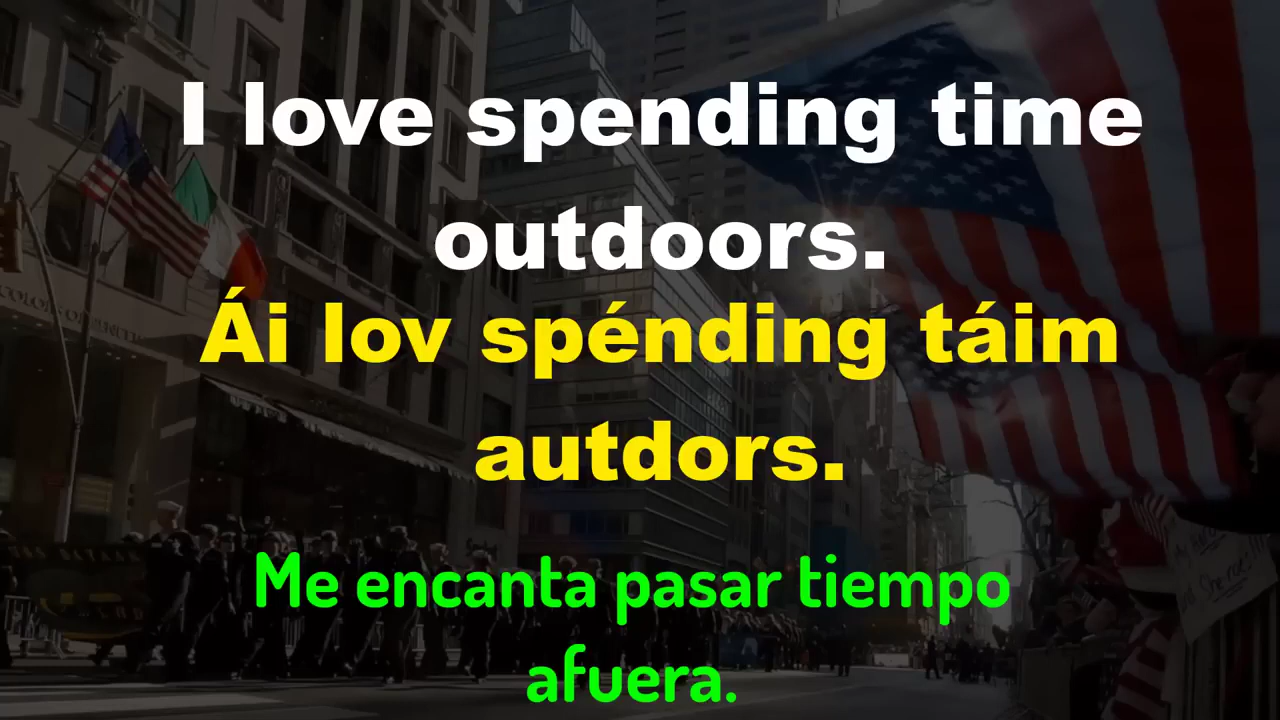 I love spending time
outdoors.
Ái lov spénding táim
autdors.
Me encanta pasar tiempo
afuera.